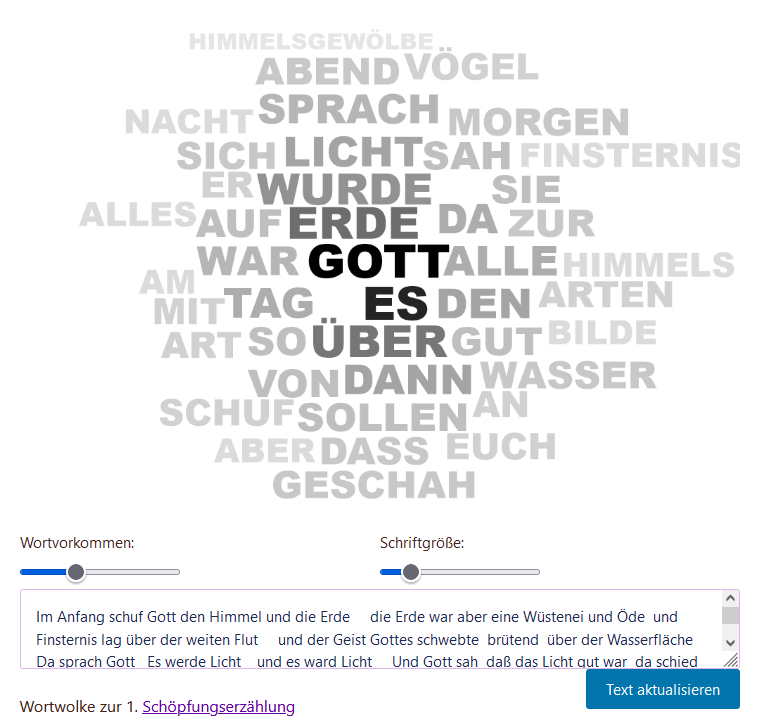 HIMMELSGEWÖLBE
ABEND VÖGEL
SPRACH
NACHT MORGEN
SICH LICHT SAH FINSTERNIS
ER WURDE SIE
ALLES AUF ERDE DA ZUR
WAR GOTT ALLE HIMMELS
AM
MIT TAG ES DEN ARTEN
ART SO ÜBER GUT BILDE
VON DANN WASSER
SCHUF SOLLEN AN
ABER DASS EUCH
GESCHAH
Wortvorkommen: Schriftgröße:
Im Anfang schuf Gott den Himmel und die Erde die Erde war aber eine Wüstenei und Öde und
Finsternis lag über der weiten Flut und der Geist Gottes schwebte brütend über der Wasserfläche
Da sprach Gott Es werde Licht und es ward Licht Und Gott sah daß das Licht gut war da schied
Text aktualisieren
Wortwolke zur 1. Schöpfungserzählung